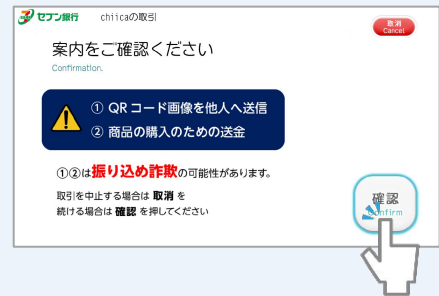 セブン銀行 chiicaの取引
取消
Cancel
案内をご確認ください
Confirmation.
① QRコード画像を他人へ送信
② 商品の購入のための送金
①②は振り込め詐欺の可能性があります。
取引を中止する場合は 取消 を
続ける場合は 確認 を押してください
確認
Confirm